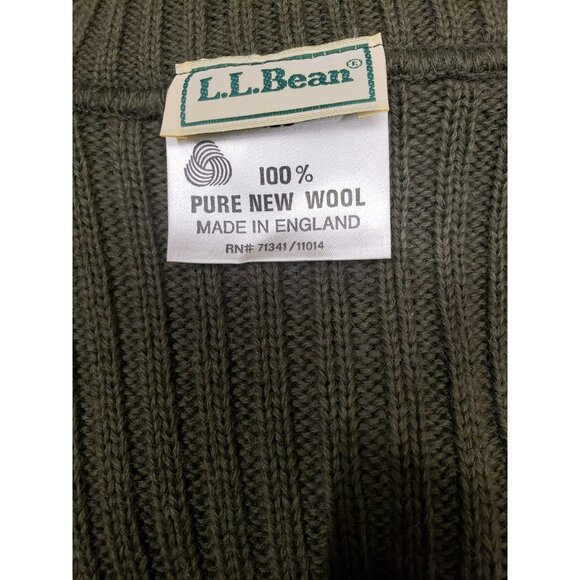 L.L.Bean®
100%
PURE NEW WOOL
MADE IN ENGLAND
RN# 71341/11014